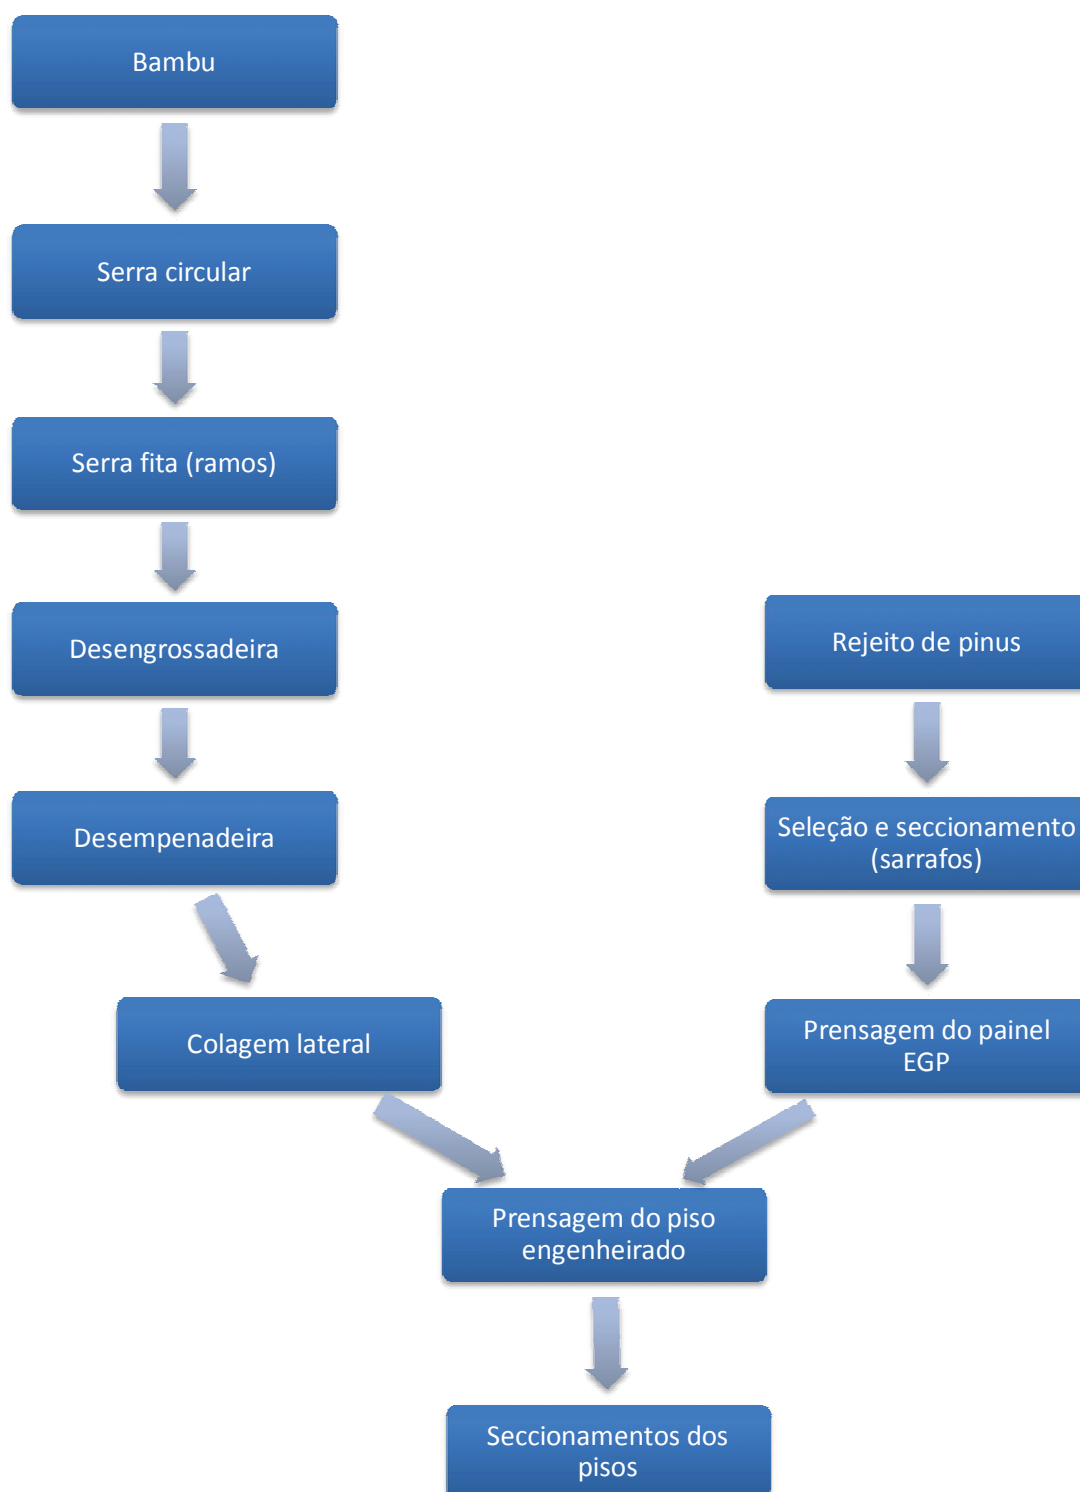 Bambu
Serra circular
Serra fita (ramos)
Desengrossadeira
Desempenadeira
Colagem lateral
Rejeito de pinus
Seleção e seccionamento
(sarrafos)
Prensagem do painel
EGP
Prensagem do piso
engenheirado
Seccionamentos dos
pisos